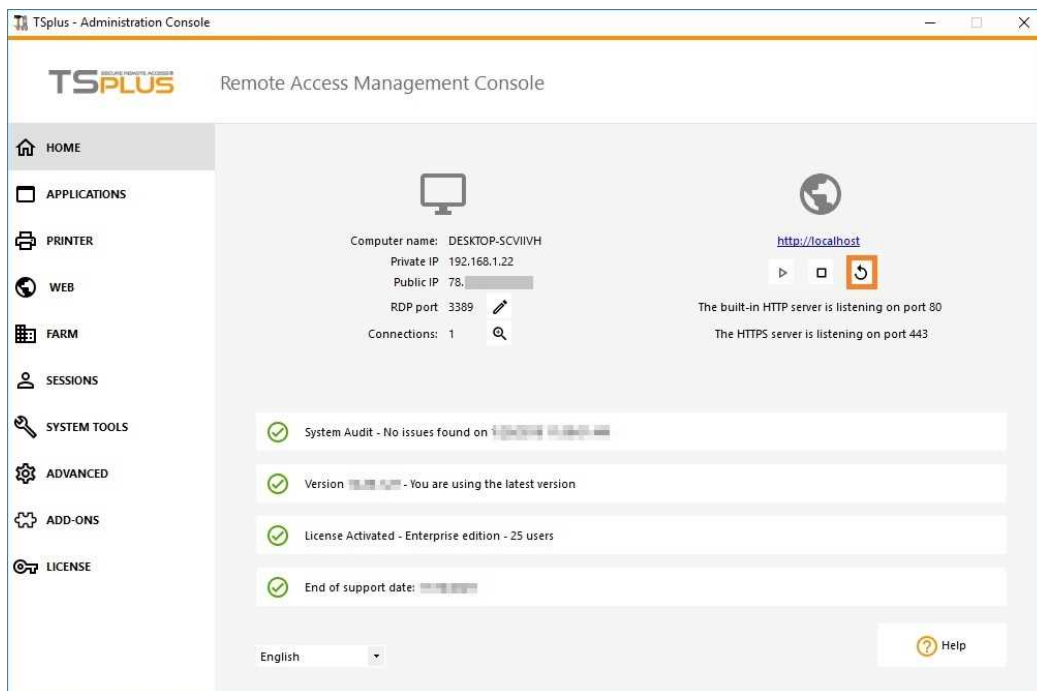 TSplus - Administration Console
TSPLUS
SECURE REMOTE ACCESS
Remote Access Management Console
HOME
APPLICATIONS
PRINTER
WEB
FARM
SESSIONS
SYSTEM TOOLS
ADVANCED
ADD-ONS
LICENSE
Computer name: DESKTOP-SCVIIVH
Private IP 192.168.1.22
Public IP 78.
RDP port 3389
Connections: 1
http://localhost
The built-in HTTP server is listening on port 80
The HTTPS server is listening on port 443
System Audit - No issues found on
Version - You are using the latest version
License Activated - Enterprise edition - 25 users
End of support date:
English
Help